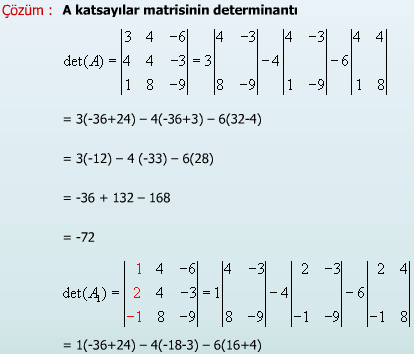 Çözüm : A katsayılar matrisinin determinantı
det(A) = |3 4 -6; 4 4 -3; 1 8 -9| = 3|4 -3; 8 -9| - 4|4 -3; 1 -9| - 6|4 4; 1 8|
= 3(-36+24) – 4(-36+3) – 6(32-4)
= 3(-12) – 4 (-33) – 6(28)
= -36 + 132 – 168
= -72
det(A₁) = |1 4 -6; 2 4 -3; -1 8 -9| = 1|4 -3; 8 -9| - 4|2 -3; -1 -9| - 6|2 4; -1 8|
= 1(-36+24) – 4(-18-3) – 6(16+4)